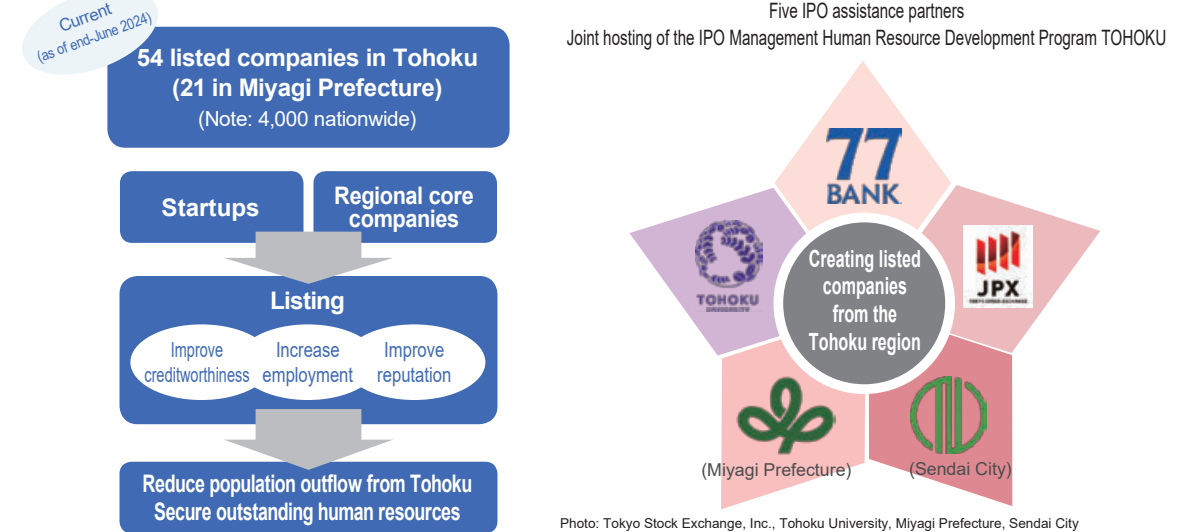 Current
(as of end-June 2024)
54 listed companies in Tohoku
(21 in Miyagi Prefecture)
(Note: 4,000 nationwide)
Startups
Regional core
companies
Listing
Improve
creditworthiness
Increase
employment
Improve
reputation
Reduce population outflow from Tohoku
Secure outstanding human resources
Five IPO assistance partners
Joint hosting of the IPO Management Human Resource Development Program TOHOKU
77
BANK
TOHOKU
UNIVERSITY
JPX
Creating listed
companies
from the
Tohoku region
(Miyagi Prefecture)
(Sendai City)
Photo: Tokyo Stock Exchange, Inc., Tohoku University, Miyagi Prefecture, Sendai City